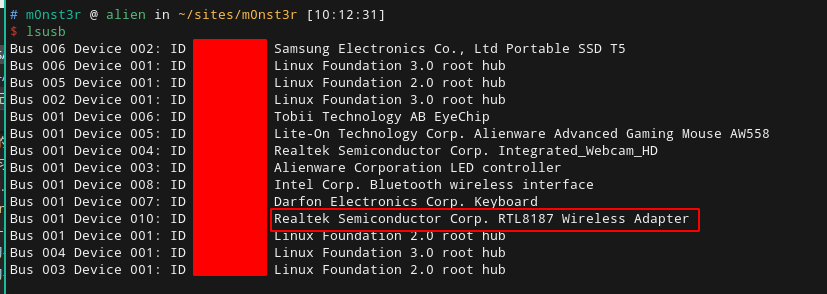 # m0nst3r @ alien in ~/sites/m0nst3r [10:12:31]
$ lsusb
Bus 006 Device 002: ID Samsung Electronics Co., Ltd Portable SSD T5
Bus 006 Device 001: ID Linux Foundation 3.0 root hub
Bus 005 Device 001: ID Linux Foundation 2.0 root hub
Bus 002 Device 001: ID Linux Foundation 3.0 root hub
Bus 001 Device 006: ID Tobii Technology AB EyeChip
Bus 001 Device 005: ID Lite-On Technology Corp. Alienware Advanced Gaming Mouse AW558
Bus 001 Device 004: ID Realtek Semiconductor Corp. Integrated_Webcam_HD
Bus 001 Device 003: ID Alienware Corporation LED controller
Bus 001 Device 008: ID Intel Corp. Bluetooth wireless interface
Bus 001 Device 007: ID Darfon Electronics Corp. Keyboard
Bus 001 Device 010: ID Realtek Semiconductor Corp. RTL8187 Wireless Adapter
Bus 001 Device 001: ID Linux Foundation 2.0 root hub
Bus 004 Device 001: ID Linux Foundation 3.0 root hub
Bus 003 Device 001: ID Linux Foundation 2.0 root hub